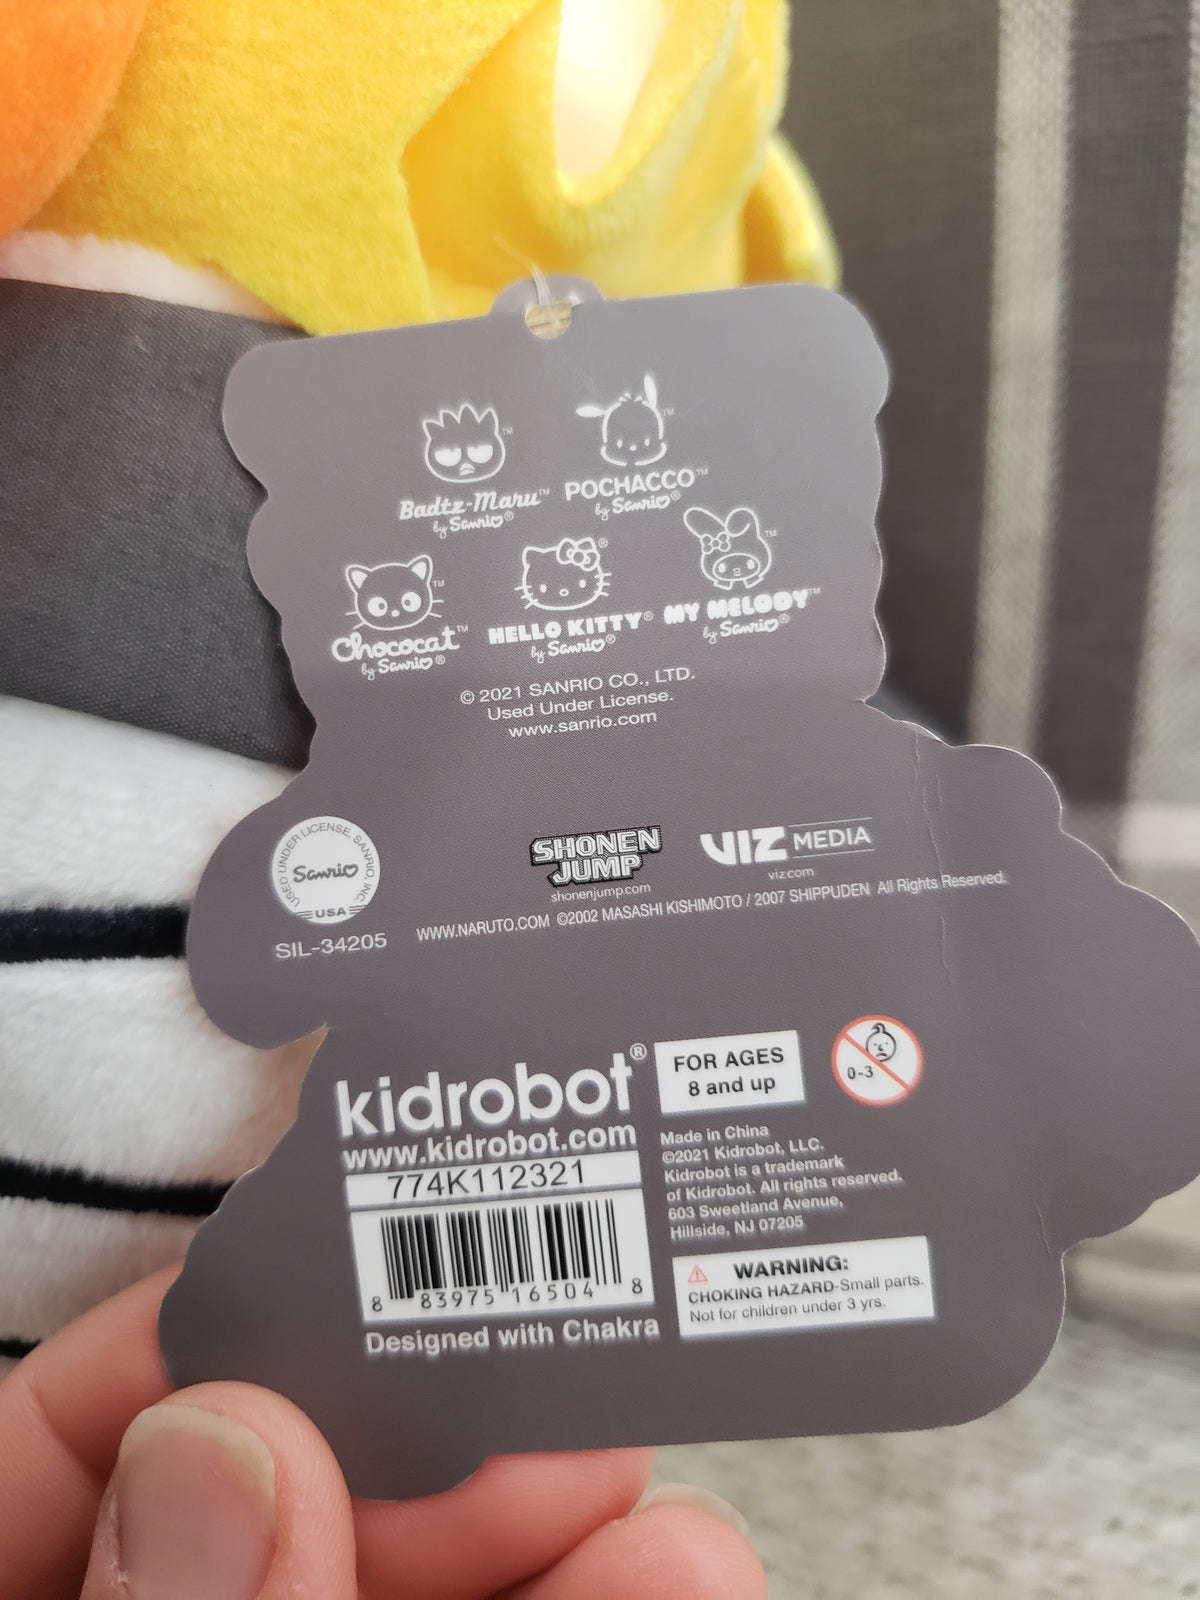 Badtz-Maru™
by Sanrio®
POCHACCO™
by Sanrio®
Chococat™
by Sanrio®
HELLO KITTY®
by Sanrio®
MY MELODY™
by Sanrio®
© 2021 SANRIO CO., LTD.
Used Under License.
www.sanrio.com
USED UNDER LICENSE, SANRIO INC.
Sanrio
USA
SIL-34205
SHONEN
JUMP
shonenjump.com
VIZ MEDIA
viz.com
WWW.NARUTO.COM ©2002 MASASHI KISHIMOTO / 2007 SHIPPUDEN All Rights Reserved.
kidrobot®
www.kidrobot.com
774K112321
8 83975 16504 8
Designed with Chakra
FOR AGES
8 and up
0-3
Made in China
©2021 Kidrobot, LLC.
Kidrobot is a trademark
of Kidrobot. All rights reserved.
603 Sweetland Avenue,
Hillside, NJ 07205
WARNING:
CHOKING HAZARD-Small parts.
Not for children under 3 yrs.